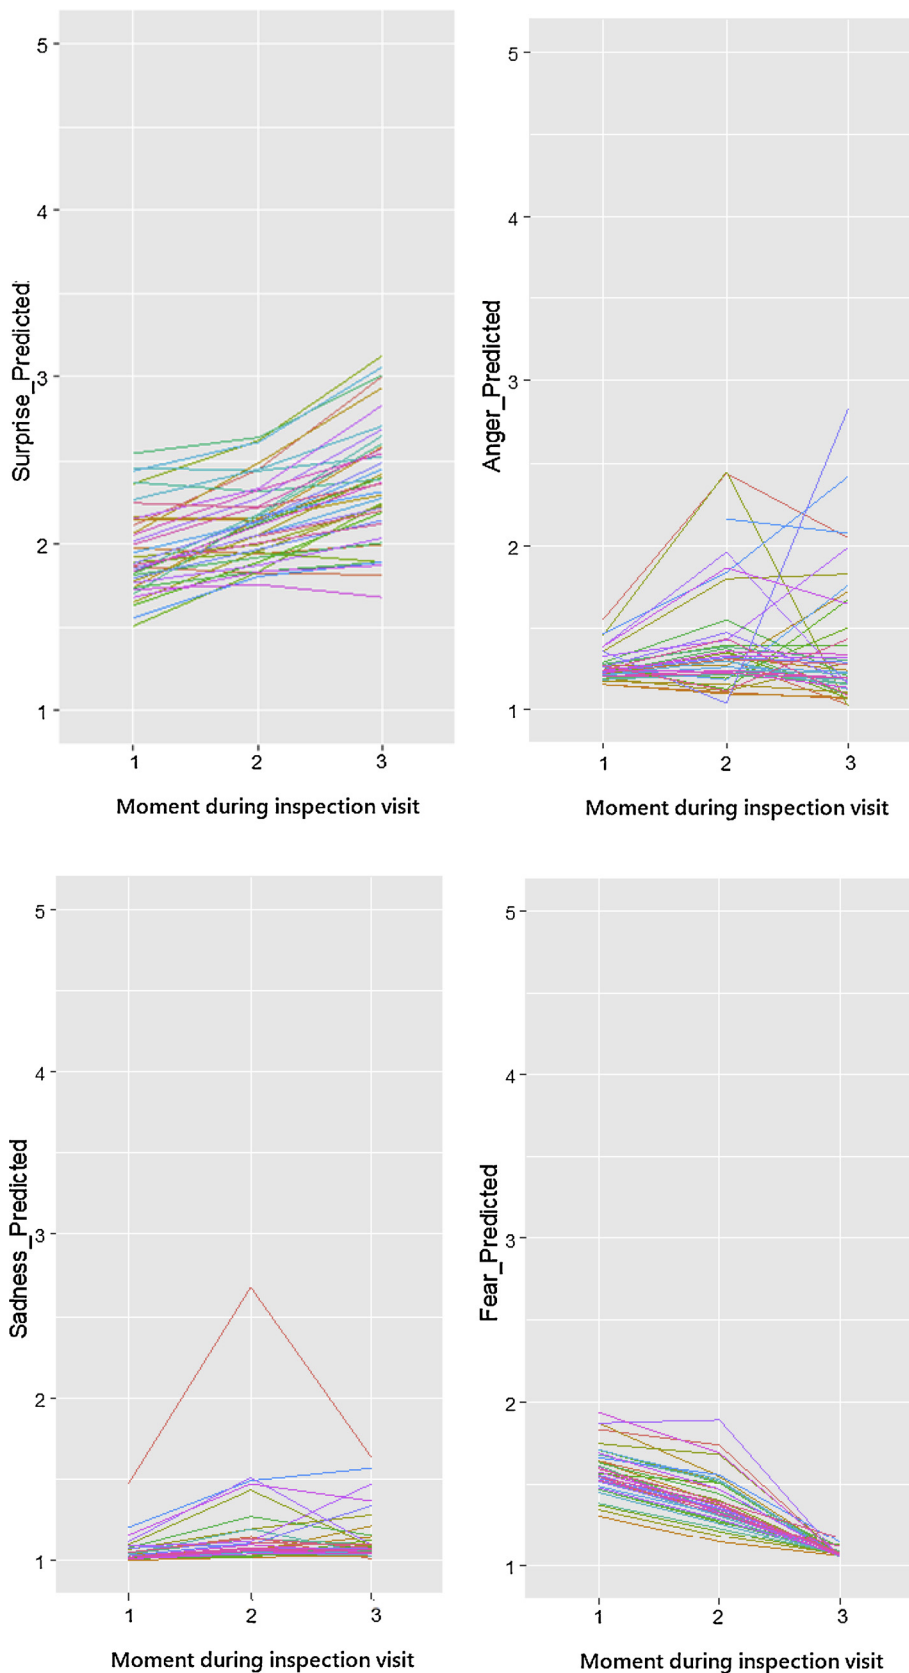 5
4
3
2
1
Surprise_Predicted
1 2 3
Moment during inspection visit
5
4
3
2
1
Anger_Predicted
1 2 3
Moment during inspection visit
5
4
3
2
1
Sadness_Predicted
1 2 3
Moment during inspection visit
5
4
3
2
1
Fear_Predicted
1 2 3
Moment during inspection visit